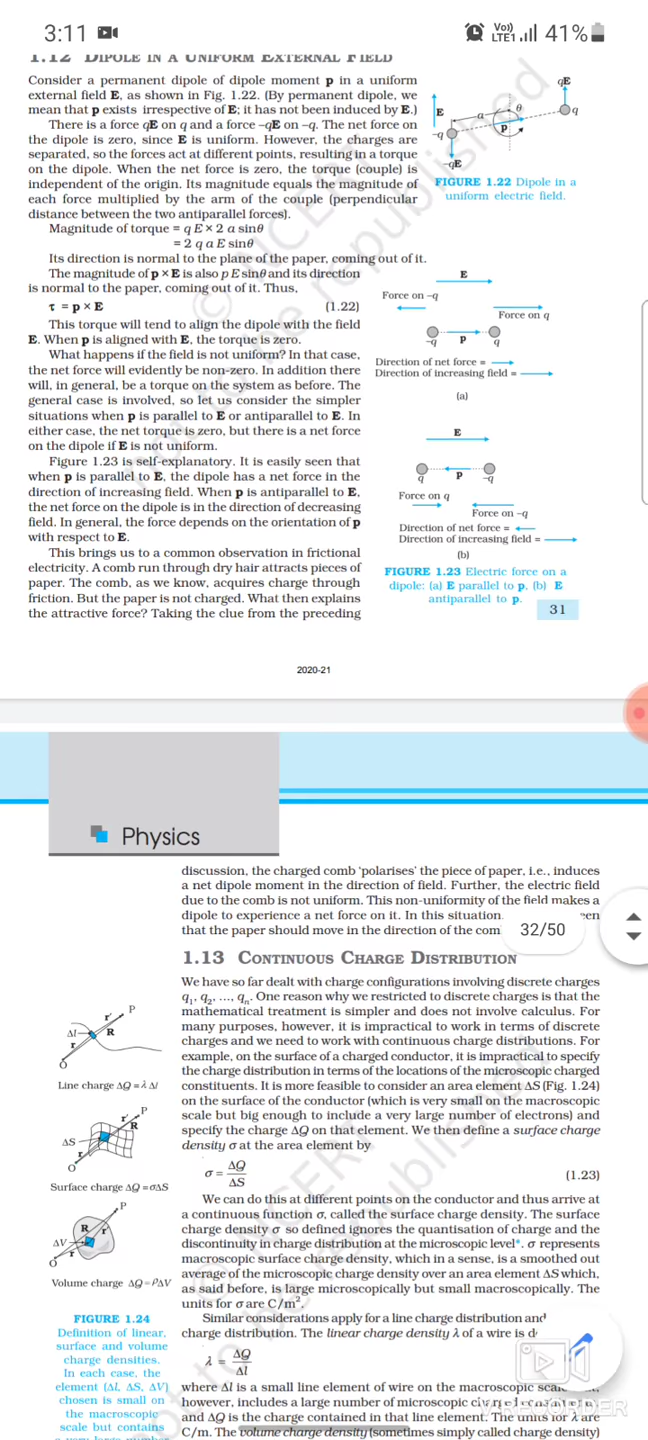 3:11
Vo)) LTE1 41%
1.12 DIPOLE IN A UNIFORM EXTERNAL FIELD
Consider a permanent dipole of dipole moment p in a uniform
external field E, as shown in Fig. 1.22. (By permanent dipole, we
mean that p exists irrespective of E; it has not been induced by E.)
There is a force qE on q and a force –qE on –q. The net force on
the dipole is zero, since E is uniform. However, the charges are
separated, so the forces act at different points, resulting in a torque
on the dipole. When the net force is zero, the torque (couple) is
independent of the origin. Its magnitude equals the magnitude of
each force multiplied by the arm of the couple (perpendicular
distance between the two antiparallel forces).
Magnitude of torque = q E × 2 a sinθ
= 2 q a E sinθ
Its direction is normal to the plane of the paper, coming out of it.
The magnitude of p × E is also p E sinθ and its direction
is normal to the paper, coming out of it. Thus,
τ = p × E (1.22)
This torque will tend to align the dipole with the field
E. When p is aligned with E, the torque is zero.
What happens if the field is not uniform? In that case,
the net force will evidently be non-zero. In addition there
will, in general, be a torque on the system as before. The
general case is involved, so let us consider the simpler
situations when p is parallel to E or antiparallel to E. In
either case, the net torque is zero, but there is a net force
on the dipole if E is not uniform.
Figure 1.23 is self-explanatory. It is easily seen that
when p is parallel to E, the dipole has a net force in the
direction of increasing field. When p is antiparallel to E,
the net force on the dipole is in the direction of decreasing
field. In general, the force depends on the orientation of p
with respect to E.
This brings us to a common observation in frictional
electricity. A comb run through dry hair attracts pieces of
paper. The comb, as we know, acquires charge through
friction. But the paper is not charged. What then explains
the attractive force? Taking the clue from the preceding
qE
E a θ q
–q p
–qE
FIGURE 1.22 Dipole in a
uniform electric field.
E
Force on –q
Force on q
–q p q
Direction of net force =
Direction of increasing field =
(a)
E
q p –q
Force on q
Force on –q
Direction of net force =
Direction of increasing field =
(b)
FIGURE 1.23 Electric force on a
dipole: (a) E parallel to p, (b) E
antiparallel to p.
31
© NCERT
not to be republished
2020-21
Physics
discussion, the charged comb 'polarises' the piece of paper, i.e., induces
a net dipole moment in the direction of field. Further, the electric field
due to the comb is not uniform. This non-uniformity of the field makes a
dipole to experience a net force on it. In this situation
that the paper should move in the direction of the com
32/50
1.13 CONTINUOUS CHARGE DISTRIBUTION
We have so far dealt with charge configurations involving discrete charges
q1, q2, ..., qn. One reason why we restricted to discrete charges is that the
mathematical treatment is simpler and does not involve calculus. For
many purposes, however, it is impractical to work in terms of discrete
charges and we need to work with continuous charge distributions. For
example, on the surface of a charged conductor, it is impractical to specify
the charge distribution in terms of the locations of the microscopic charged
constituents. It is more feasible to consider an area element ΔS (Fig. 1.24)
on the surface of the conductor (which is very small on the macroscopic
scale but big enough to include a very large number of electrons) and
specify the charge ΔQ on that element. We then define a surface charge
density σ at the area element by
σ = ΔQ/ΔS (1.23)
We can do this at different points on the conductor and thus arrive at
a continuous function σ, called the surface charge density. The surface
charge density σ so defined ignores the quantisation of charge and the
discontinuity in charge distribution at the microscopic level*. σ represents
macroscopic surface charge density, which in a sense, is a smoothed out
average of the microscopic charge density over an area element ΔS which,
as said before, is large microscopically but small macroscopically. The
units for σ are C/m².
Similar considerations apply for a line charge distribution and
charge distribution. The linear charge density λ of a wire is d
λ = ΔQ/Δl
where Δl is a small line element of wire on the macroscopic scale
however, includes a large number of microscopic charged
and ΔQ is the charge contained in that line element. The units for λ are
C/m. The volume charge density (sometimes simply called charge density)
P
r'
Δl R
r
O
Line charge ΔQ = λ Δl
P
r'
R
ΔS
r
O
Surface charge ΔQ = σΔS
P
R
r'
ΔV
r
O
Volume charge ΔQ = ρΔV
FIGURE 1.24
Definition of linear,
surface and volume
charge densities.
In each case, the
element (Δl, ΔS, ΔV)
chosen is small on
the macroscopic
scale but contains
a very large number
© NCERT
not to be republished
RECORDER